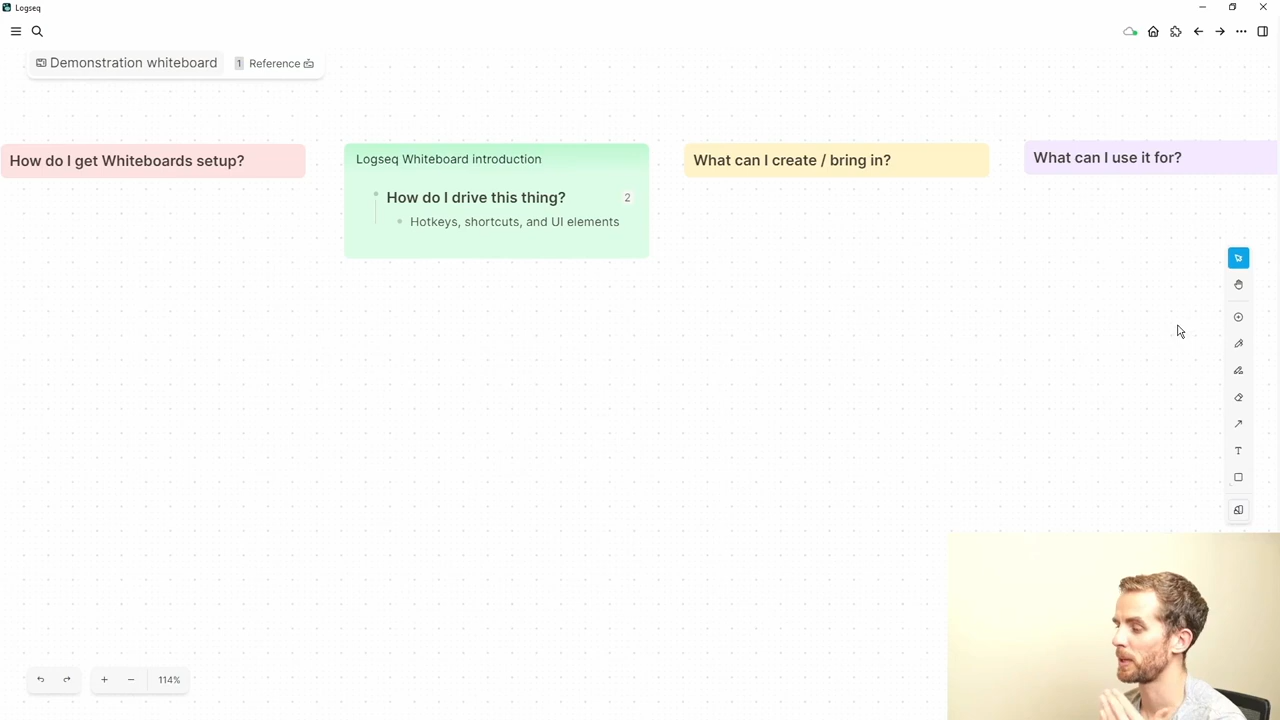 Logseq
Demonstration whiteboard
1 Reference
How do I get Whiteboards setup?
Logseq Whiteboard introduction
How do I drive this thing?
2
Hotkeys, shortcuts, and UI elements
What can I create / bring in?
What can I use it for?
T
114%